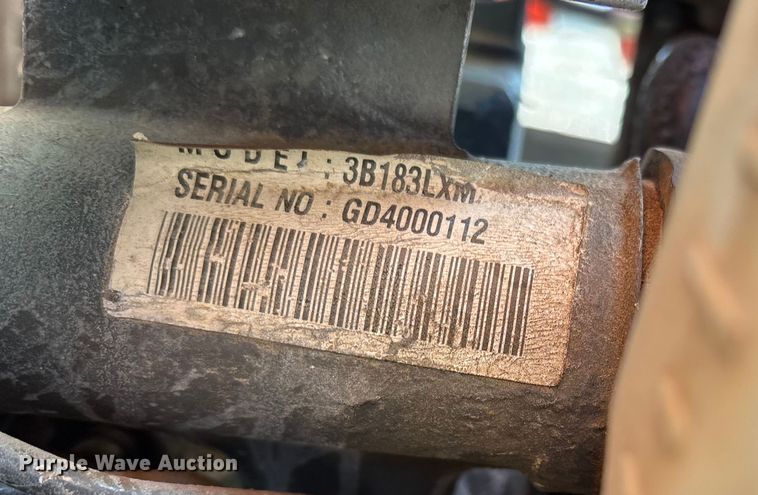 MODEL : 3B183LXM
SERIAL NO : GD4000112
Purple Wave Auction